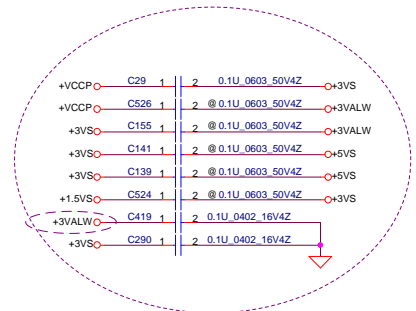 +VCCP C29 1 2 0.1U_0603_50V4Z +3VS
+VCCP C526 1 2 @ 0.1U_0603_50V4Z +3VALW
+3VS C155 1 2 @ 0.1U_0603_50V4Z +3VALW
+3VS C141 1 2 @ 0.1U_0603_50V4Z +5VS
+3VS C139 1 2 @ 0.1U_0603_50V4Z +5VS
+1.5VS C524 1 2 @ 0.1U_0603_50V4Z +3VS
+3VALW C419 1 2 0.1U_0402_16V4Z
+3VS C290 1 2 0.1U_0402_16V4Z